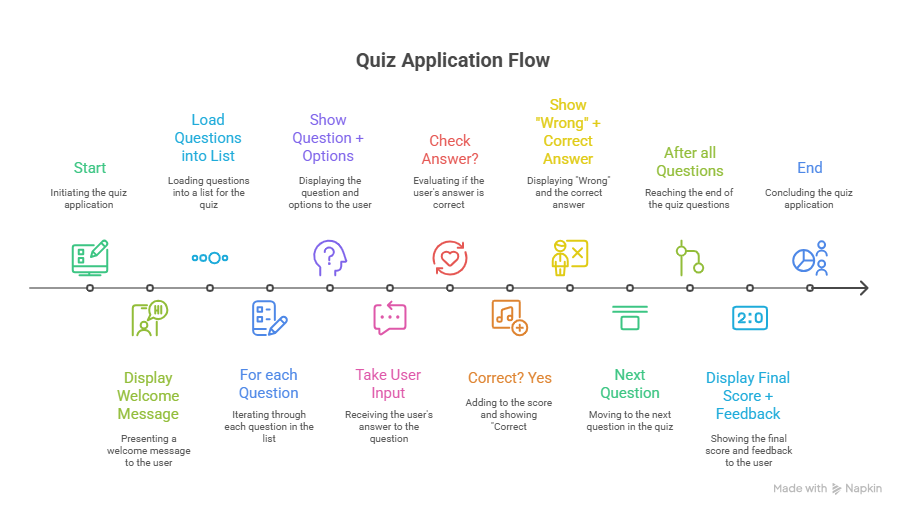 Quiz Application Flow
Start
Initiating the quiz
application
Load
Questions
into List
Loading questions
into a list for the
quiz
Show
Question +
Options
Displaying the
question and
options to the user
Check
Answer?
Evaluating if the
user's answer is
correct
Show
"Wrong" +
Correct
Answer
Displaying "Wrong"
and the correct
answer
After all
Questions
Reaching the end of
the quiz questions
End
Concluding the quiz
application
Display
Welcome
Message
Presenting a
welcome message
to the user
For each
Question
Iterating through
each question in the
list
Take User
Input
Receiving the user's
answer to the
question
Correct? Yes
Adding to the score
and showing
"Correct
Next
Question
Moving to the next
question in the quiz
2:0
Display Final
Score +
Feedback
Showing the final
score and feedback
to the user
HI
Made with Napkin